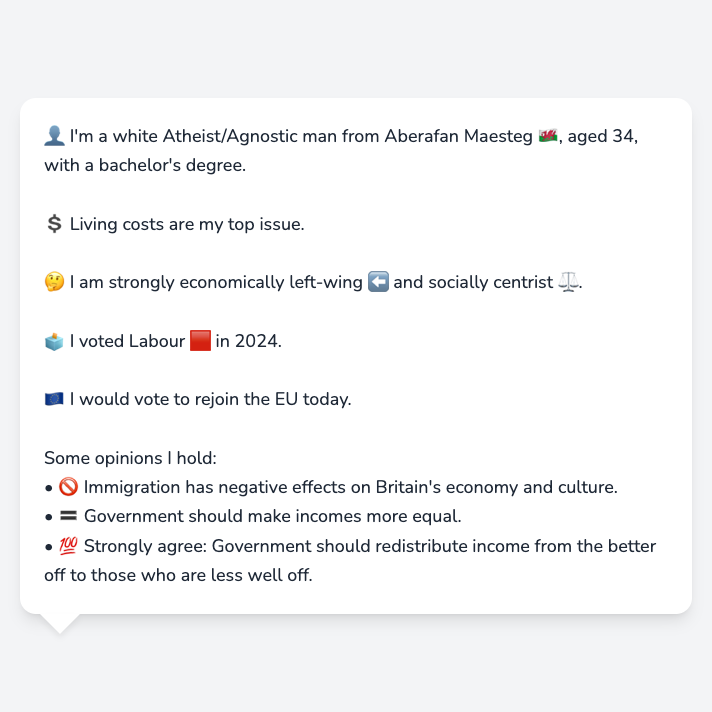 👤 I'm a white Atheist/Agnostic man from Aberafan Maesteg 🏴󠁧󠁢󠁷󠁬󠁳󠁿, aged 34,
with a bachelor's degree.
💲 Living costs are my top issue.
🤔 I am strongly economically left-wing ⬅️ and socially centrist ⚖️.
🗳️ I voted Labour 🟥 in 2024.
🇪🇺 I would vote to rejoin the EU today.
Some opinions I hold:
• 🚫 Immigration has negative effects on Britain's economy and culture.
• 🟰 Government should make incomes more equal.
• 💯 Strongly agree: Government should redistribute income from the better
off to those who are less well off.